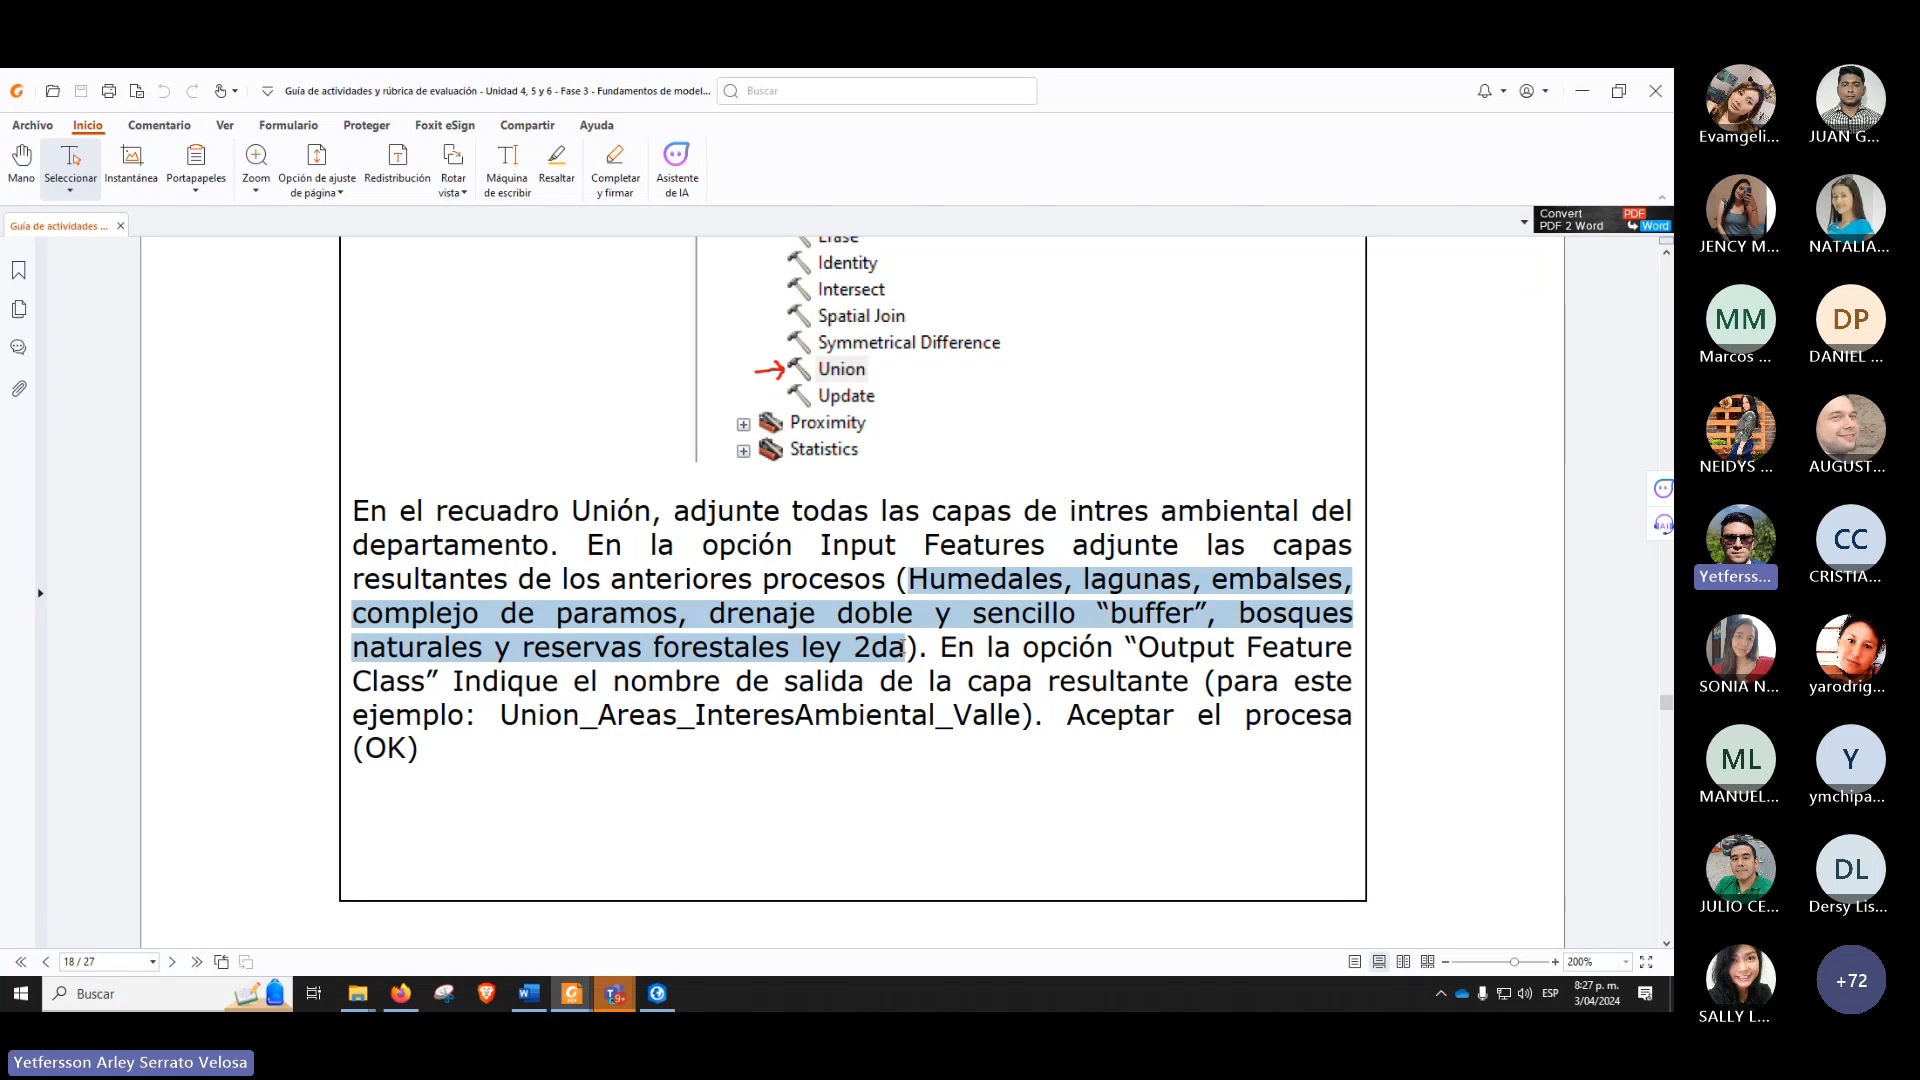 Guía de actividades y rúbrica de evaluación - Unidad 4, 5 y 6 - Fase 3 - Fundamentos de model...
Buscar
Archivo Inicio Comentario Ver Formulario Proteger Foxit eSign Compartir Ayuda
Mano Seleccionar Instantánea Portapapeles Zoom Opción de ajuste de página Redistribución Rotar vista Máquina de escribir Resaltar Completar y firmar Asistente de IA
Guía de actividades ...
Convert PDF
PDF 2 Word Word
Erase
Identity
Intersect
Spatial Join
Symmetrical Difference
Union
Update
Proximity
Statistics
En el recuadro Unión, adjunte todas las capas de intres ambiental del
departamento. En la opción Input Features adjunte las capas
resultantes de los anteriores procesos (Humedales, lagunas, embalses,
complejo de paramos, drenaje doble y sencillo “buffer”, bosques
naturales y reservas forestales ley 2da). En la opción “Output Feature
Class” Indique el nombre de salida de la capa resultante (para este
ejemplo: Union_Areas_InteresAmbiental_Valle). Aceptar el procesa
(OK)
18 / 27
200%
Buscar
9+
ESP
8:27 p. m.
3/04/2024
Evangeli...
JUAN G...
JENCY M...
NATALIA...
MM
Marcos ...
DP
DANIEL ...
NEIDYS ...
AUGUST...
Yetferss...
CC
CRISTIA...
SONIA N...
yarodrig...
ML
MANUEL...
Y
ymchipa...
JULIO CE...
DL
Dersy Lis...
SALLY L...
+72
Yetfersson Arley Serrato Velosa